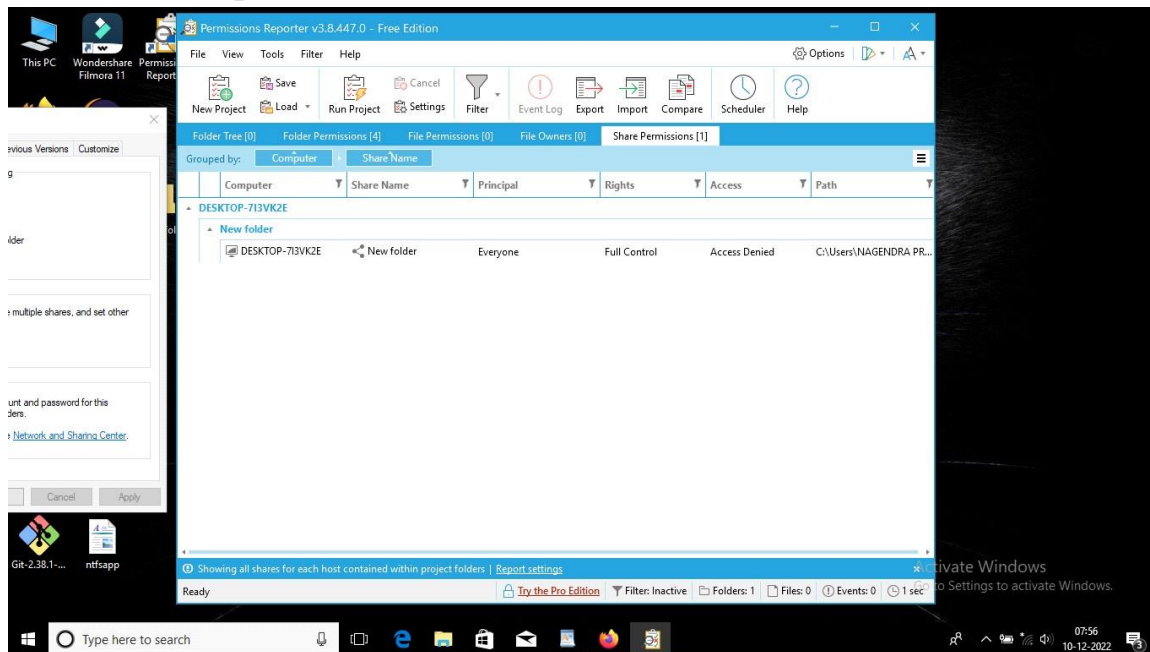 This PC
Wondershare
Filmora 11
Permissions Reporter v3.8.447.0 - Free Edition
File View Tools Filter Help
Options
New Project
Save
Load
Run Project
Cancel
Settings
Filter
Event Log
Export
Import
Compare
Scheduler
Help
Folder Tree [0] Folder Permissions [4] File Permissions [0] File Owners [0] Share Permissions [1]
Grouped by: Computer Share Name
Computer Share Name Principal Rights Access Path
DESKTOP-7I3VK2E
New folder
DESKTOP-7I3VK2E New folder Everyone Full Control Access Denied C:\Users\NAGENDRA PR...
Showing all shares for each host contained within project folders | Report settings
Ready Try the Pro Edition Filter: Inactive Folders: 1 Files: 0 Events: 0 1 sec
Customize
multiple shares, and set other
and password for this
Network and Sharing Center.
Cancel Apply
Git-2.38.1-...
ntfsapp
Activate Windows
to Settings to activate Windows.
Type here to search
07:56
10-12-2022
3